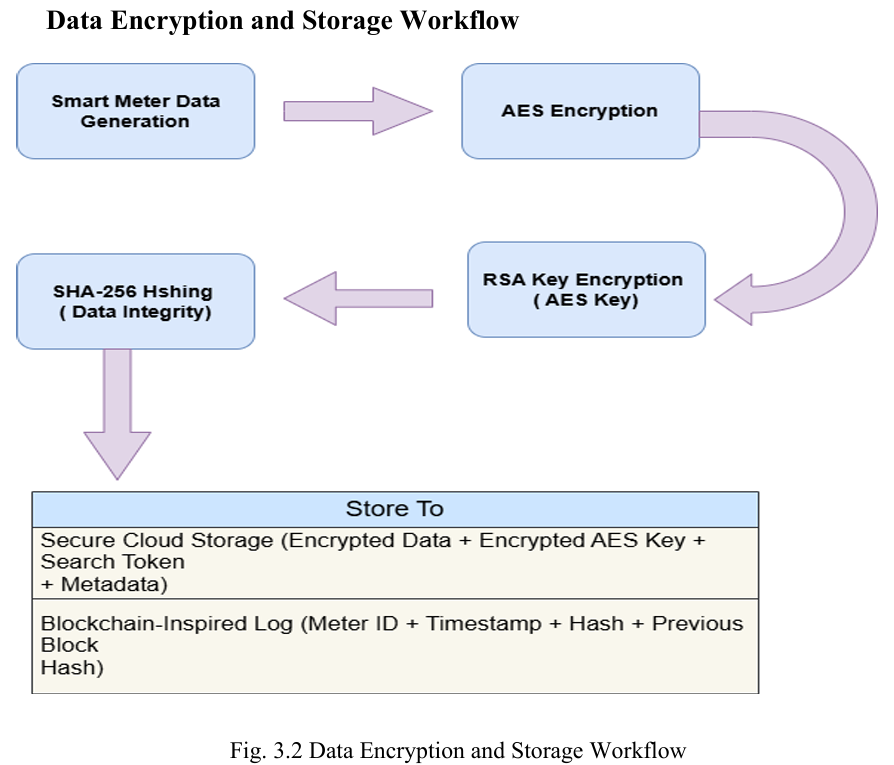 Data Encryption and Storage Workflow
Smart Meter Data
Generation
AES Encryption
RSA Key Encryption
( AES Key)
SHA-256 Hshing
( Data Integrity)
Store To
Secure Cloud Storage (Encrypted Data + Encrypted AES Key +
Search Token
+ Metadata)
Blockchain-Inspired Log (Meter ID + Timestamp + Hash + Previous
Block
Hash)
Fig. 3.2 Data Encryption and Storage Workflow